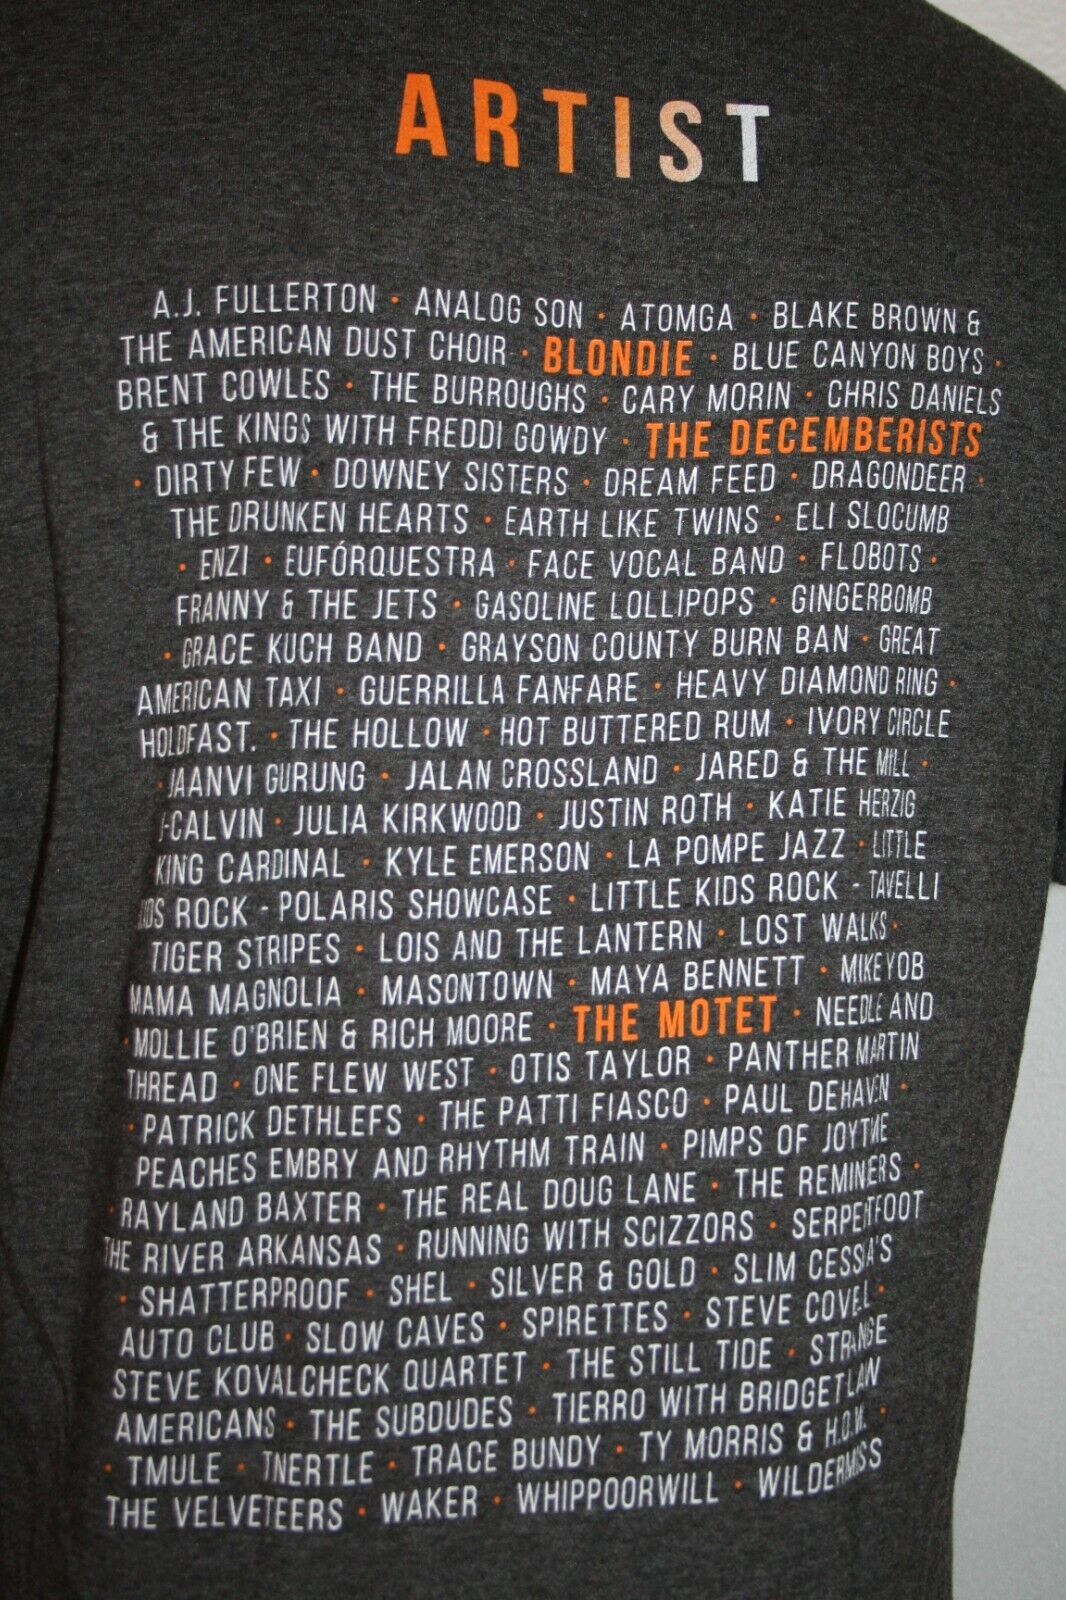 ARTIST
A.J. FULLERTON • ANALOG SON • ATOMGA • BLAKE BROWN &
THE AMERICAN DUST CHOIR • BLONDIE • BLUE CANYON BOYS •
BRENT COWLES • THE BURROUGHS • CARY MORIN • CHRIS DANIELS
& THE KINGS WITH FREDDI GOWDY • THE DECEMBERISTS
• DIRTY FEW • DOWNEY SISTERS • DREAM FEED • DRAGONDEER •
THE DRUNKEN HEARTS • EARTH LIKE TWINS • ELI SLOCUMB
• ENZI • EUFÓRQUESTRA • FACE VOCAL BAND • FLOBOTS •
FRANNY & THE JETS • GASOLINE LOLLIPOPS • GINGERBOMB
• GRACE KUCH BAND • GRAYSON COUNTY BURN BAN • GREAT
AMERICAN TAXI • GUERRILLA FANFARE • HEAVY DIAMOND RING •
HOLDFAST. • THE HOLLOW • HOT BUTTERED RUM • IVORY CIRCLE
• JAANVI GURUNG • JALAN CROSSLAND • JARED & THE MILL •
J-CALVIN • JULIA KIRKWOOD • JUSTIN ROTH • KATIE HERZIG
KING CARDINAL • KYLE EMERSON • LA POMPE JAZZ • LITTLE
KIDS ROCK - POLARIS SHOWCASE • LITTLE KIDS ROCK - TAVELLI
TIGER STRIPES • LOIS AND THE LANTERN • LOST WALKS •
MAMA MAGNOLIA • MASONTOWN • MAYA BENNETT • MIKEYOB
• MOLLIE O'BRIEN & RICH MOORE • THE MOTET • NEEDLE AND
THREAD • ONE FLEW WEST • OTIS TAYLOR • PANTHER MARTIN
• PATRICK DETHLEFS • THE PATTI FIASCO • PAUL DEHAVEN •
PEACHES EMBRY AND RHYTHM TRAIN • PIMPS OF JOYTIME
• RAYLAND BAXTER • THE REAL DOUG LANE • THE REMINDERS •
THE RIVER ARKANSAS • RUNNING WITH SCIZZORS • SERPENTFOOT
• SHATTERPROOF • SHEL • SILVER & GOLD • SLIM CESSNA'S
AUTO CLUB • SLOW CAVES • SPIRETTES • STEVE COVELL •
STEVE KOVALCHECK QUARTET • THE STILL TIDE • STRANGE
AMERICANS • THE SUBDUDES • TIERRO WITH BRIDGET LAW
• TMULE • TNERTLE • TRACE BUNDY • TY MORRIS & H.O.W. •
THE VELVETEERS • WAKER • WHIPPOORWILL • WILDERMISS